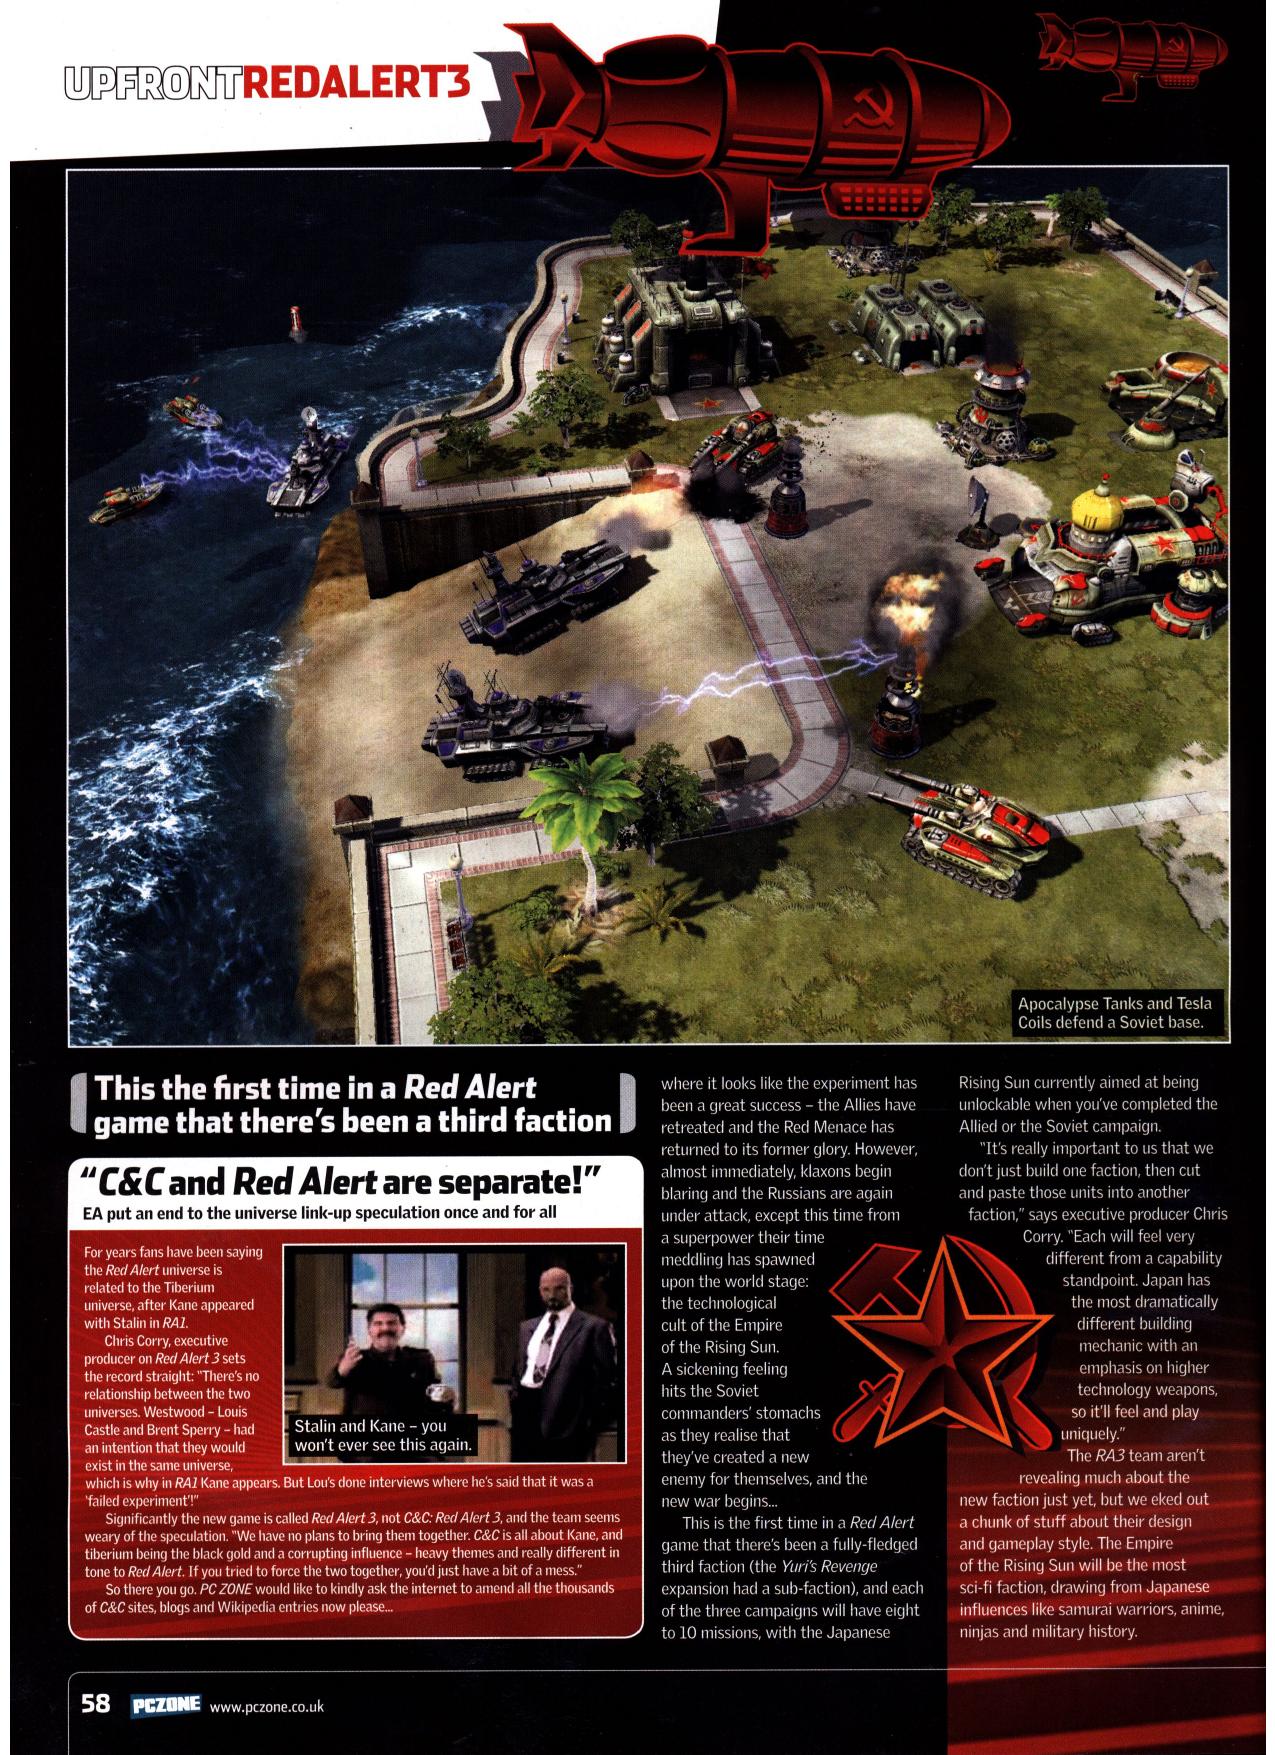 UPFRONTREDALERT3
Apocalypse Tanks and Tesla
Coils defend a Soviet base.
This the first time in a Red Alert
game that there's been a third faction
"C&C and Red Alert are separate!"
EA put an end to the universe link-up speculation once and for all
For years fans have been saying
the Red Alert universe is
related to the Tiberium
universe, after Kane appeared
with Stalin in RA1.
Chris Corry, executive
producer on Red Alert 3 sets
the record straight: "There's no
relationship between the two
universes. Westwood – Louis
Castle and Brent Sperry – had
an intention that they would
exist in the same universe,
which is why in RA1 Kane appears. But Lou's done interviews where he's said that it was a
'failed experiment'!"
Significantly the new game is called Red Alert 3, not C&C: Red Alert 3, and the team seems
weary of the speculation. "We have no plans to bring them together. C&C is all about Kane, and
tiberium being the black gold and a corrupting influence – heavy themes and really different in
tone to Red Alert. If you tried to force the two together, you'd just have a bit of a mess."
So there you go. PC ZONE would like to kindly ask the internet to amend all the thousands
of C&C sites, blogs and Wikipedia entries now please...
Stalin and Kane – you
won't ever see this again.
where it looks like the experiment has
been a great success – the Allies have
retreated and the Red Menace has
returned to its former glory. However,
almost immediately, klaxons begin
blaring and the Russians are again
under attack, except this time from
a superpower their time
meddling has spawned
upon the world stage:
the technological
cult of the Empire
of the Rising Sun.
A sickening feeling
hits the Soviet
commanders' stomachs
as they realise that
they've created a new
enemy for themselves, and the
new war begins...
This is the first time in a Red Alert
game that there's been a fully-fledged
third faction (the Yuri's Revenge
expansion had a sub-faction), and each
of the three campaigns will have eight
to 10 missions, with the Japanese
Rising Sun currently aimed at being
unlockable when you've completed the
Allied or the Soviet campaign.
"It's really important to us that we
don't just build one faction, then cut
and paste those units into another
faction," says executive producer Chris
Corry. "Each will feel very
different from a capability
standpoint. Japan has
the most dramatically
different building
mechanic with an
emphasis on higher
technology weapons,
so it'll feel and play
uniquely."
The RA3 team aren't
revealing much about the
new faction just yet, but we eked out
a chunk of stuff about their design
and gameplay style. The Empire
of the Rising Sun will be the most
sci-fi faction, drawing from Japanese
influences like samurai warriors, anime,
ninjas and military history.
58 PCZONE www.pczone.co.uk